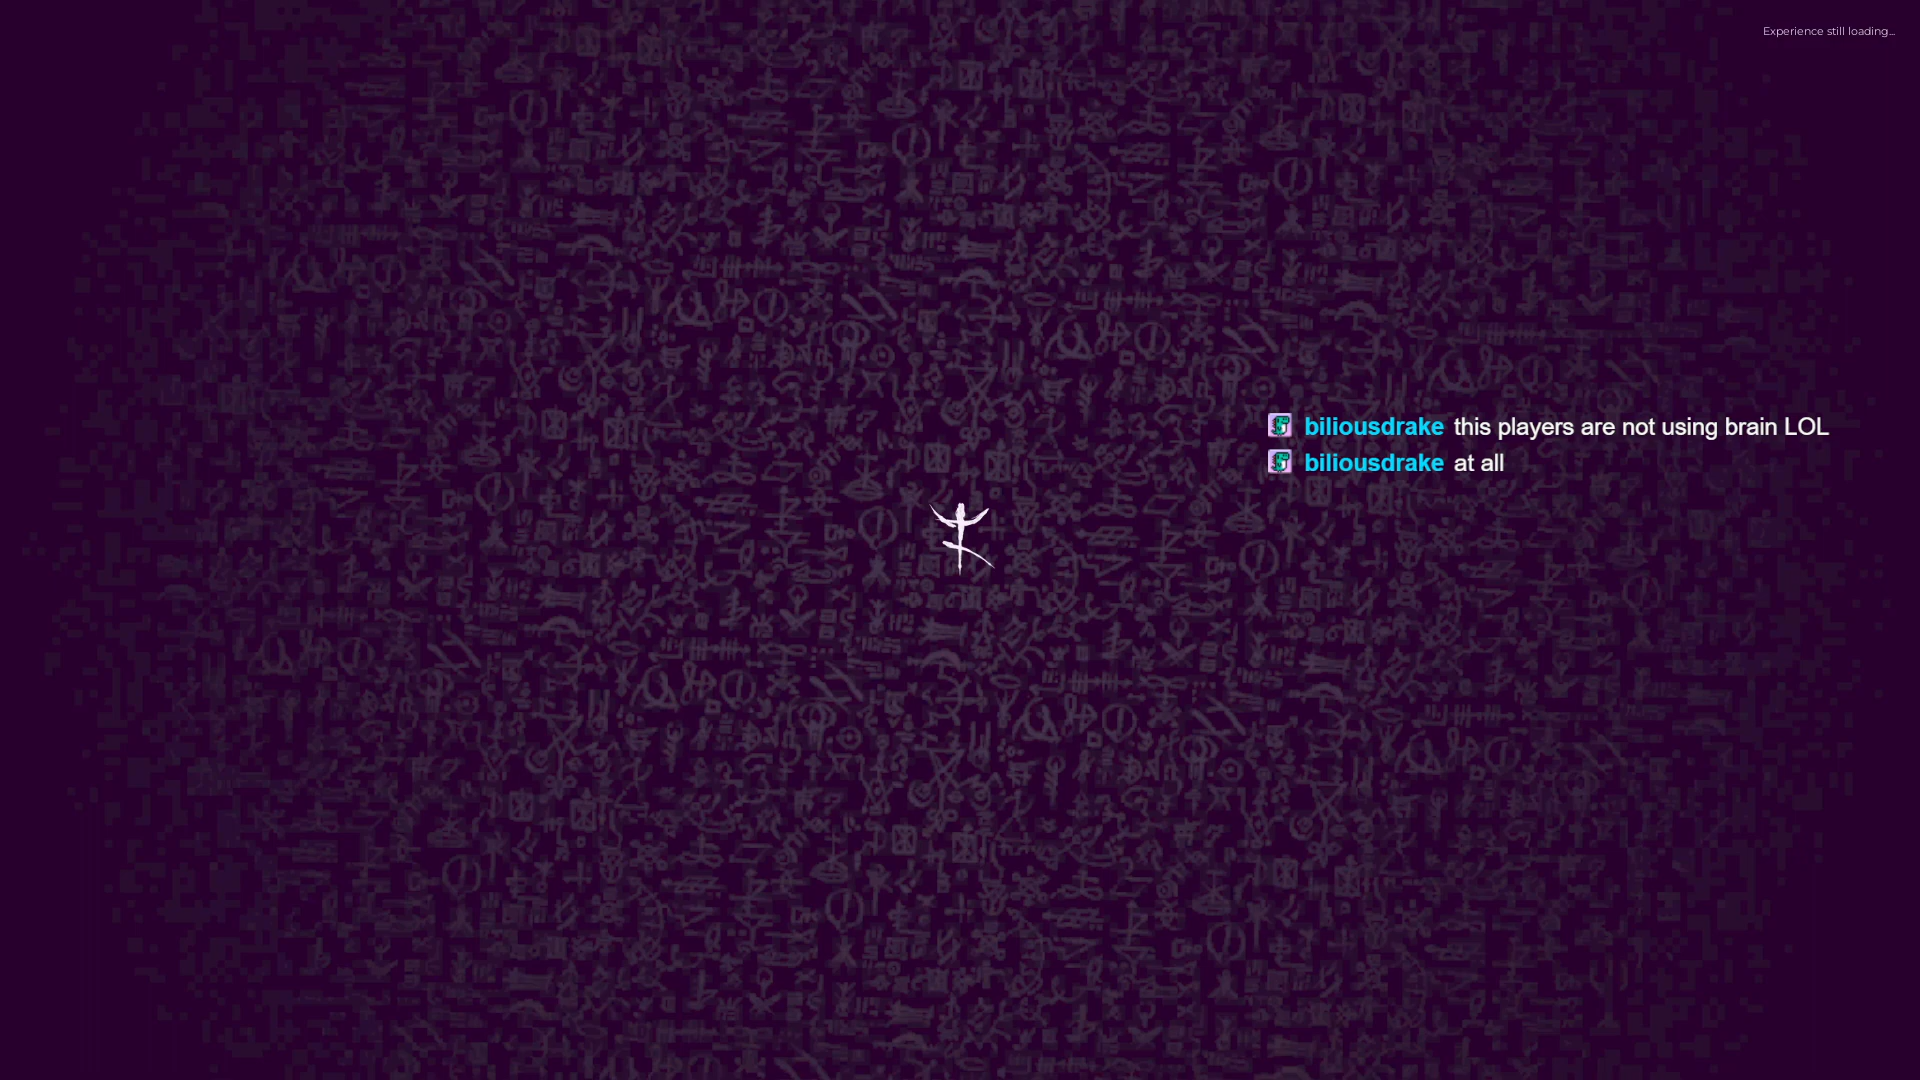 Experience still loading...
biliousdrake this players are not using brain LOL
biliousdrake at all